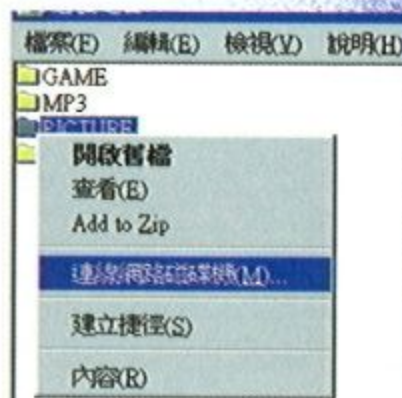 檔案(F) 編輯(E) 檢視(V) 說明(H)
GAME
MP3
PICTURE
開啟舊檔
查看(E)
Add to Zip
連線網路磁碟機(M)...
建立捷徑(S)
內容(R)